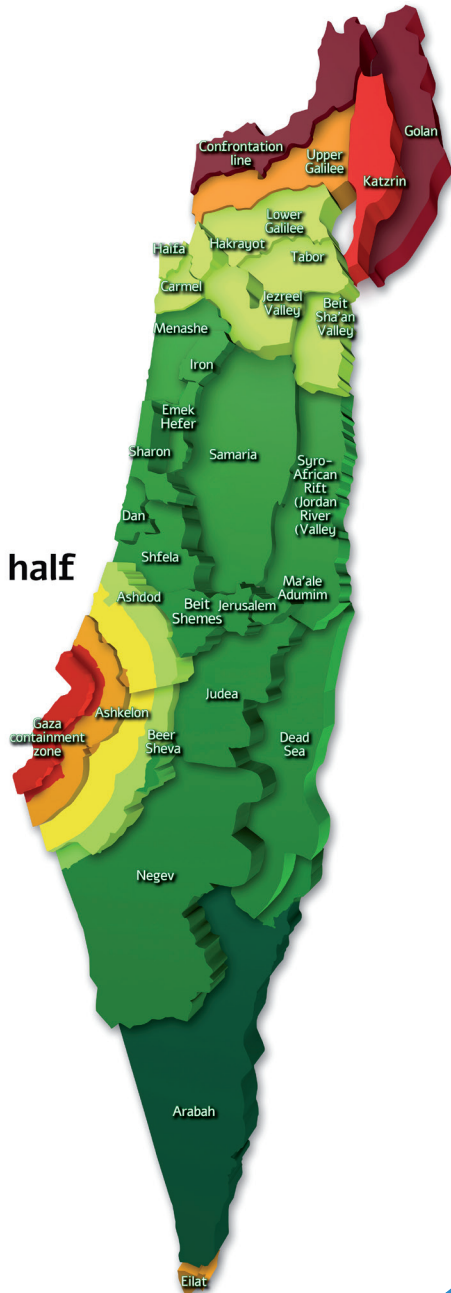 Confrontation
line
Golan
Upper
Galilee
Katzrin
Lower
Galilee
Haifa
Hakrayot
Tabor
Carmel
Jezreel
Valley
Beit
Sha'an
Valley
Menashe
Iron
Emek
Hefer
Sharon
Samaria
Syro-
African
Rift
(Jordan
River
(Valley
Dan
Shfela
half
Ashdod
Beit
Shemes
Jerusalem
Ma'ale
Adumim
Judea
Gaza
containment
zone
Ashkelon
Beer
Sheva
Dead
Sea
Negev
Arabah
Eilat